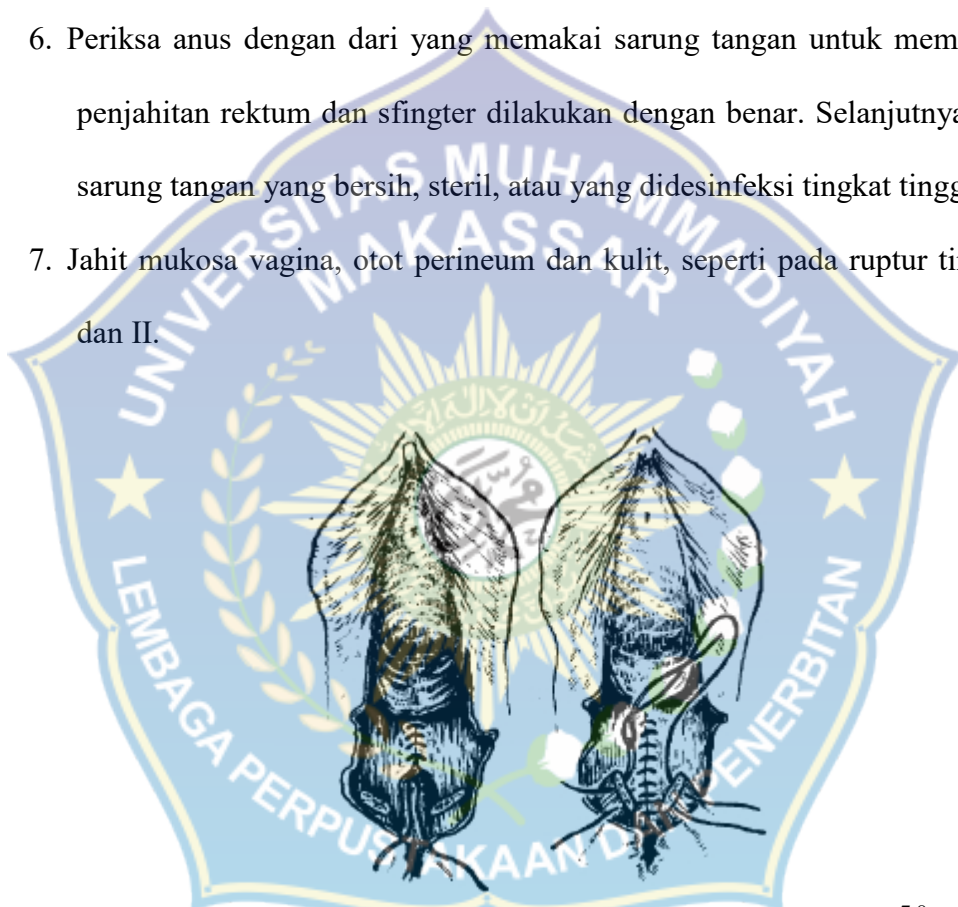 6. Periksa anus dengan dari yang memakai sarung tangan untuk mem
penjahitan rektum dan sfingter dilakukan dengan benar. Selanjutnya
sarung tangan yang bersih, steril, atau yang didesinfeksi tingkat tingg
7. Jahit mukosa vagina, otot perineum dan kulit, seperti pada ruptur ti
dan II.
UNIVERSITAS MUHAMMADIYAH
MAKASSAR
LEMBAGA PERPUSTAKAAN DAN PENERBITAN